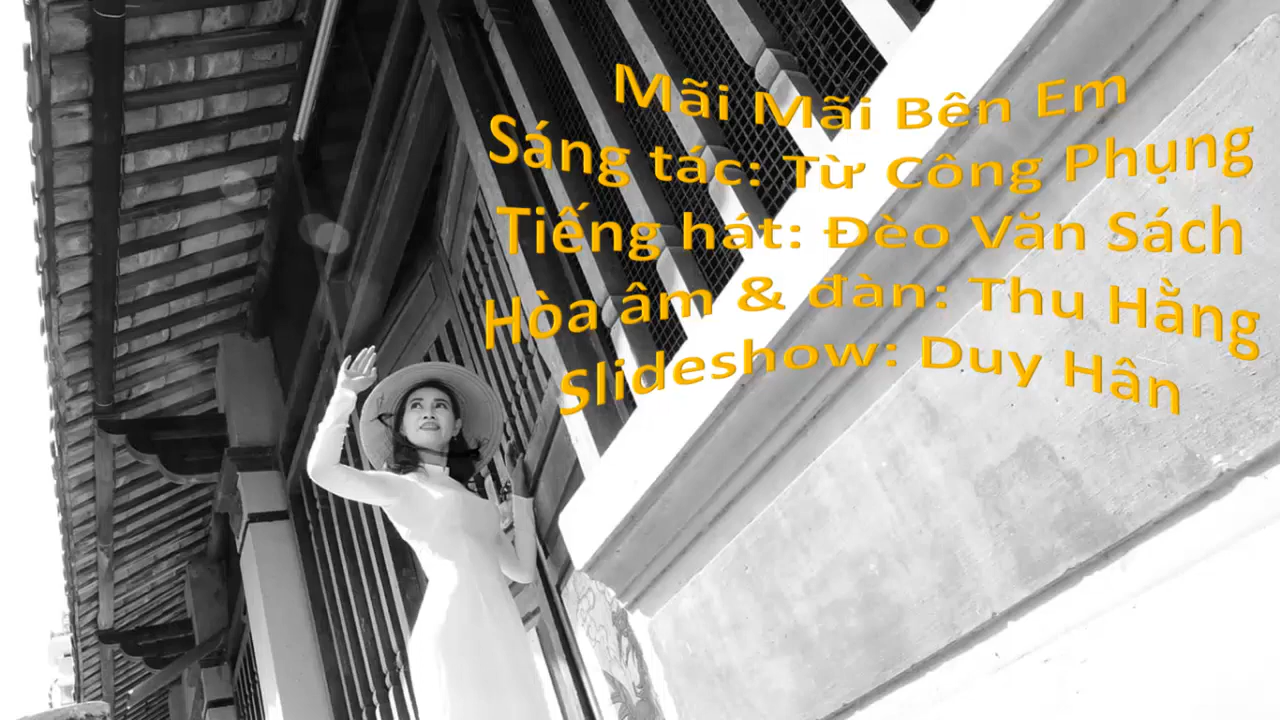 Mãi Mãi Bên Em
Sáng tác: Từ Công Phụng
Tiếng hát: Đèo Văn Sách
Hòa âm & đàn: Thu Hằng
Slideshow: Duy Hân